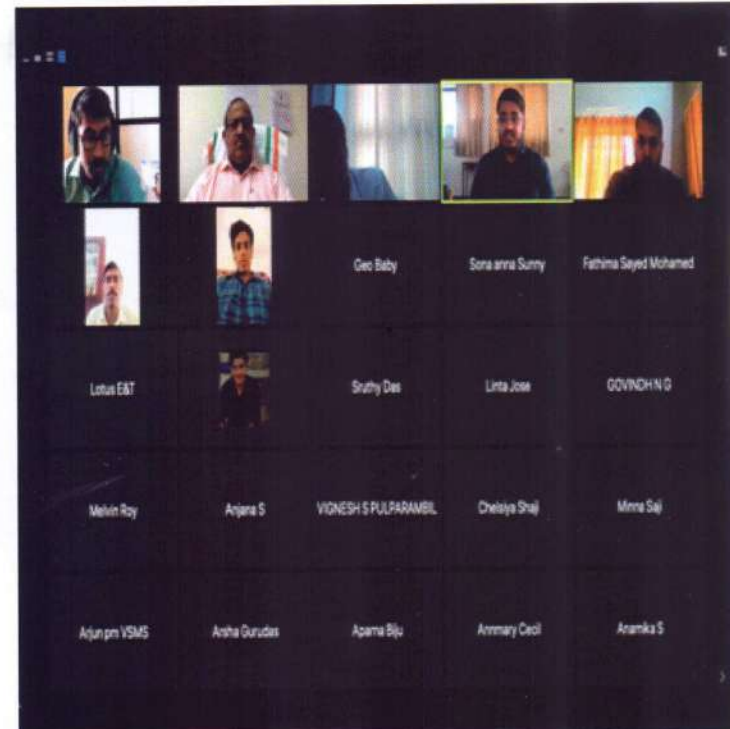 Geo Baby
Sona anna Sunny
Fathima Sayed Mohamed
Lotus E&T
Sruthy Das
Linta Jose
GOVINDH N G
Melvin Roy
Anjana S
VIGNESH S PULPARAMBIL
Chelsiya Shaji
Minna Saji
Arjun pm VSMS
Arsha Gurudas
Aparna Biju
Annmary Cecil
Anamika S